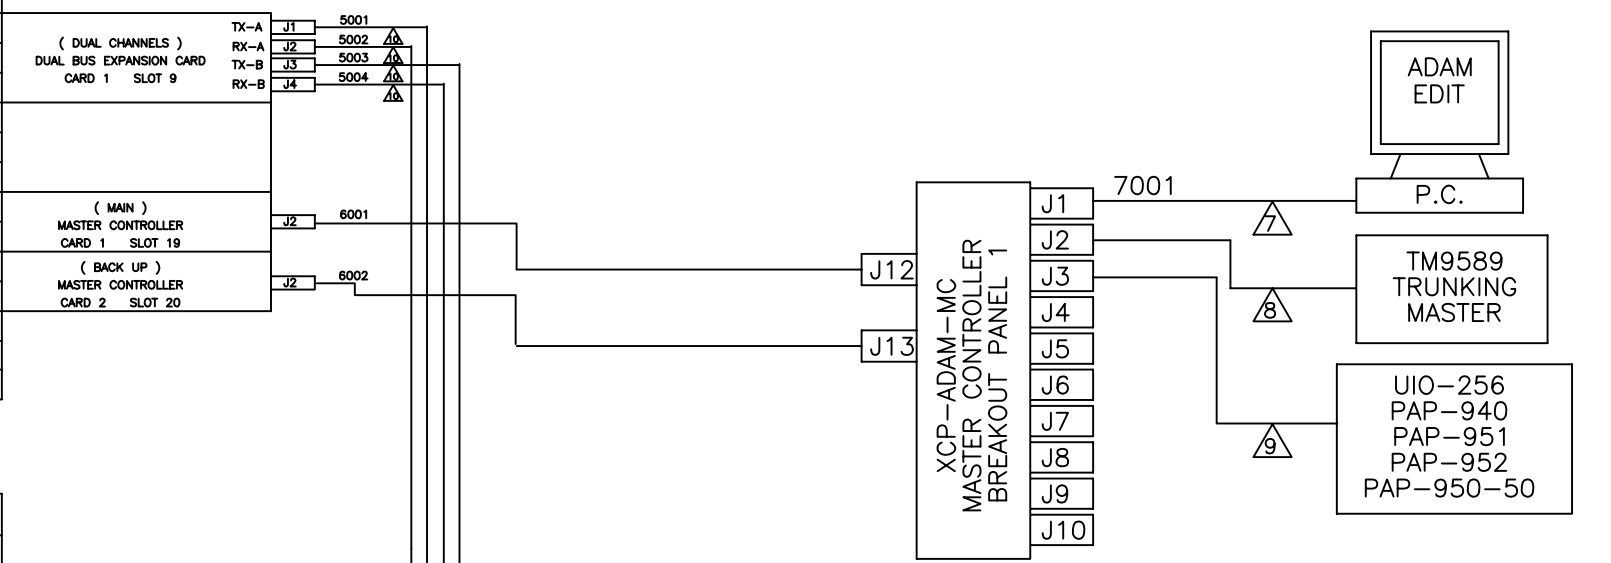 ( DUAL CHANNELS )
DUAL BUS EXPANSION CARD
CARD 1 SLOT 9
TX-A J1 5001
10
RX-A J2 5002
10
TX-B J3 5003
10
RX-B J4 5004
10
( MAIN )
MASTER CONTROLLER
CARD 1 SLOT 19
J2 6001
( BACK UP )
MASTER CONTROLLER
CARD 2 SLOT 20
J2 6002
J12
J13
XCP-ADAM-MC
MASTER CONTROLLER
BREAKOUT PANEL 1
J1
J2
J3
J4
J5
J6
J7
J8
J9
J10
7001
7
8
9
ADAM
EDIT
P.C.
TM9589
TRUNKING
MASTER
UIO-256
PAP-940
PAP-951
PAP-952
PAP-950-50